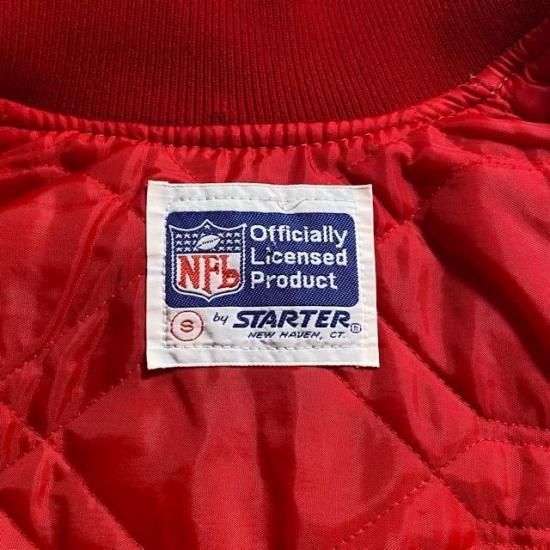 NFL
Officially
Licensed
Product
S
by STARTER®
NEW HAVEN, CT.